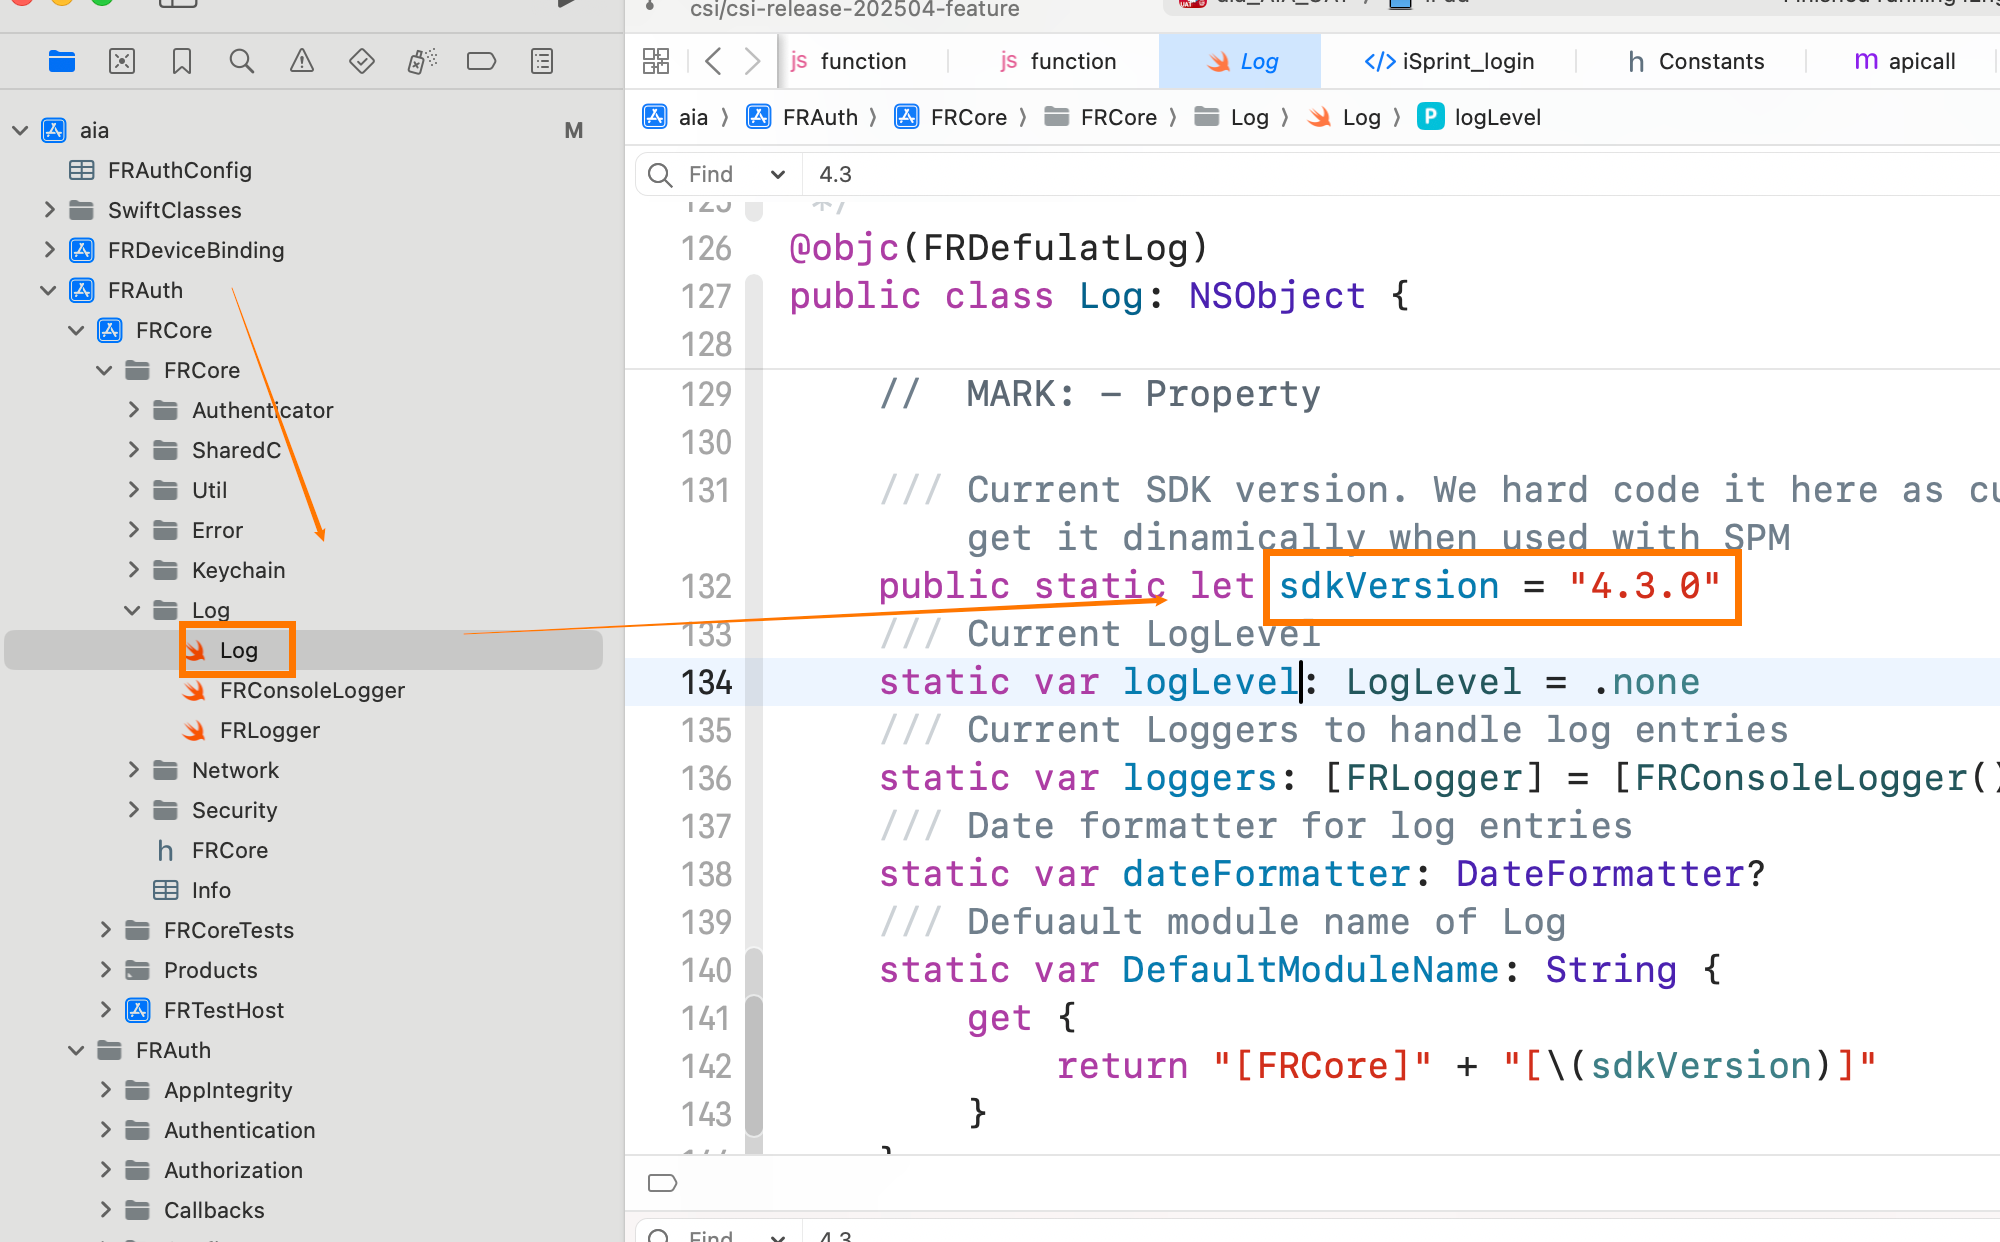 csi/csi-release-202504-feature
function
function
Log
</> iSprint_login
h Constants
m apicall
aia
M
FRAuthConfig
SwiftClasses
FRDeviceBinding
FRAuth
FRCore
FRCore
Authenticator
SharedC
Util
Error
Keychain
Log
Log
FRConsoleLogger
FRLogger
Network
Security
h FRCore
Info
FRCoreTests
Products
FRTestHost
FRAuth
AppIntegrity
Authentication
Authorization
Callbacks
aia 〉 FRAuth 〉 FRCore 〉 FRCore 〉 Log 〉 Log 〉 P logLevel
Find 4.3
125 */
126 @objc(FRDefulatLog)
127 public class Log: NSObject {
128
129 // MARK: - Property
130
131 /// Current SDK version. We hard code it here as
get it dinamically when used with SPM
132 public static let sdkVersion = "4.3.0"
133 /// Current LogLevel
134 static var logLevel: LogLevel = .none
135 /// Current Loggers to handle log entries
136 static var loggers: [FRLogger] = [FRConsoleLogger()
137 /// Date formatter for log entries
138 static var dateFormatter: DateFormatter?
139 /// Defuault module name of Log
140 static var DefaultModuleName: String {
141 get {
142 return "[FRCore]" + "[\(sdkVersion)]"
143 }
Find 4.3